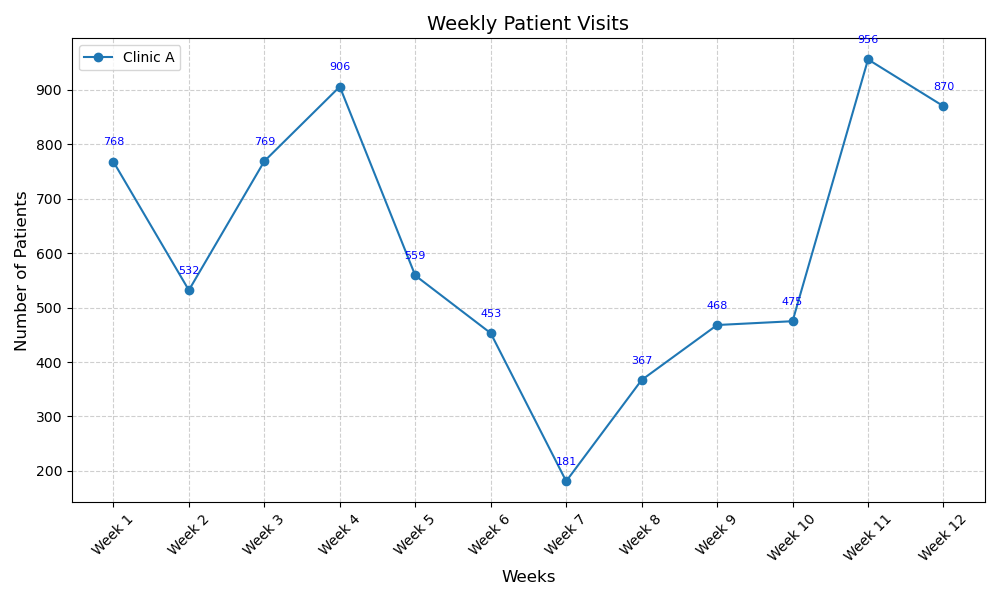 Weekly Patient Visits
Clinic A
Number of Patients
900
800
700
600
500
400
300
200
768
532
769
906
559
453
181
367
468
475
956
870
Week 1
Week 2
Week 3
Week 4
Week 5
Week 6
Week 7
Week 8
Week 9
Week 10
Week 11
Week 12
Weeks